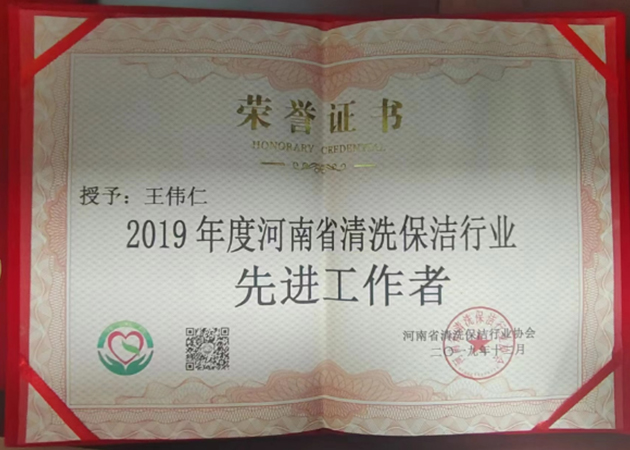 荣誉证书
HONORARY CREDENTIAL
授予：王伟仁
2019年度河南省清洗保洁行业
先进工作者
河南省清洗保洁行业协会
二〇一九年十二月